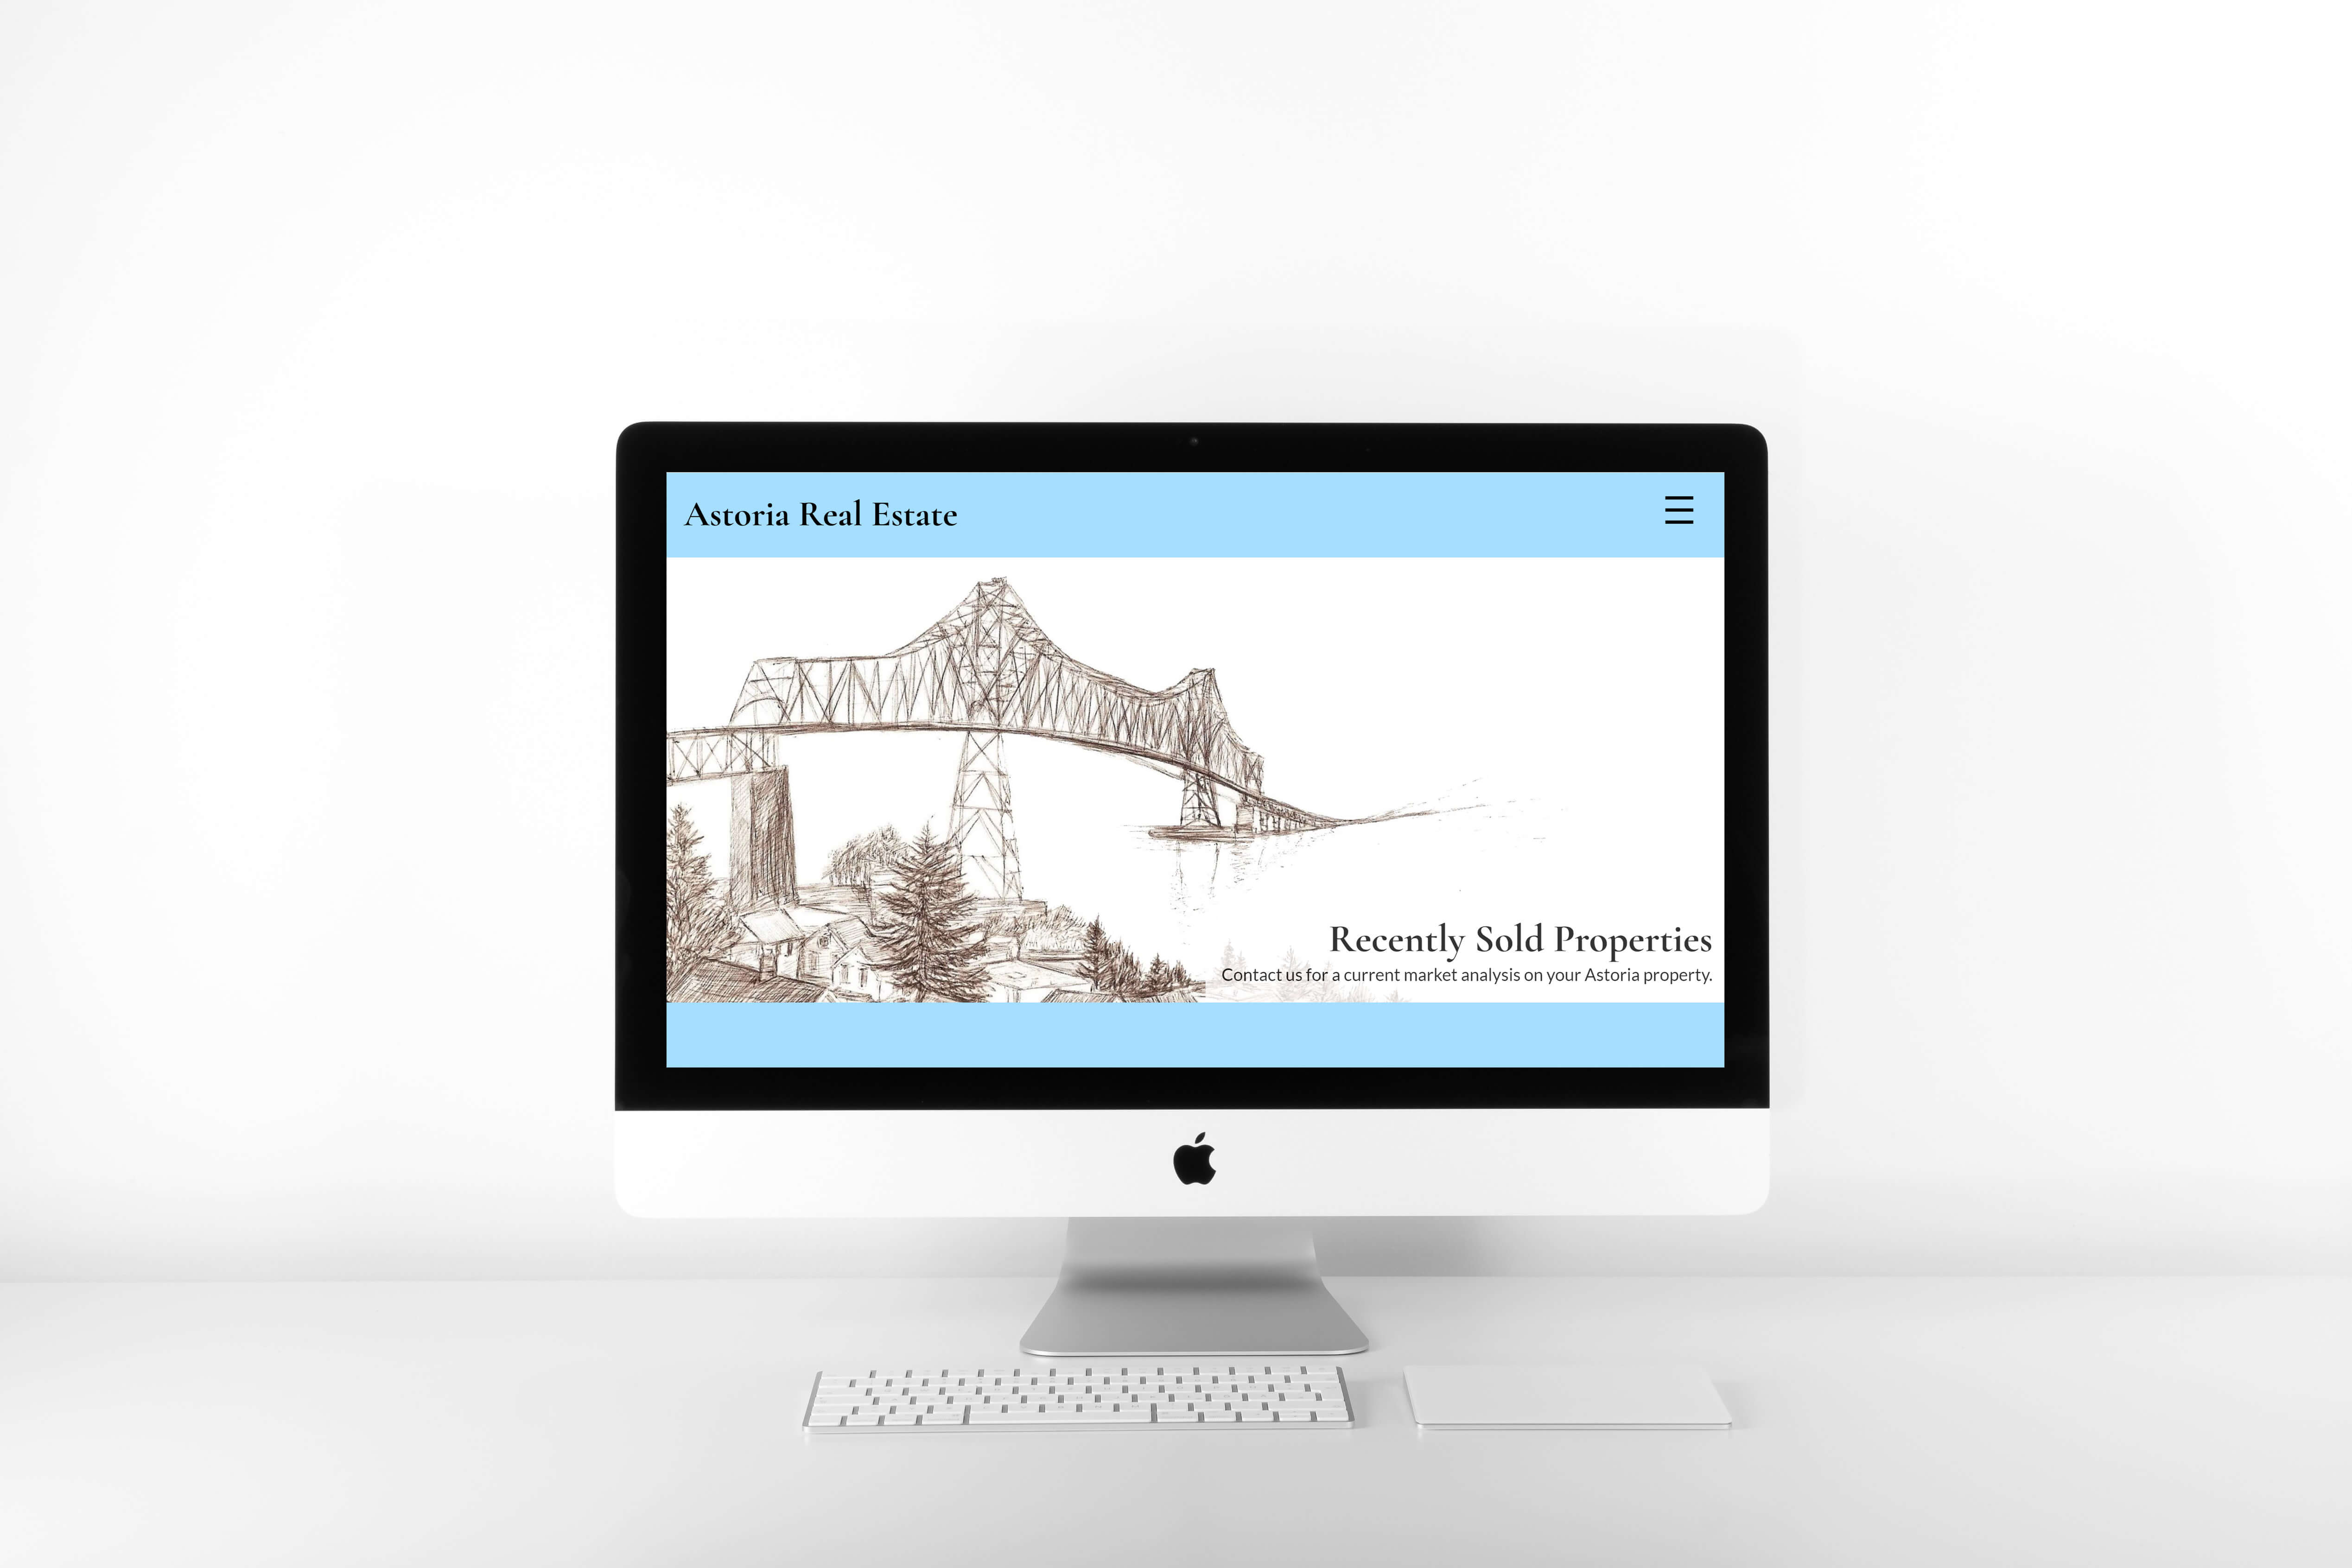 Astoria Real Estate
Recently Sold Properties
Contact us for a current market analysis on your Astoria property.